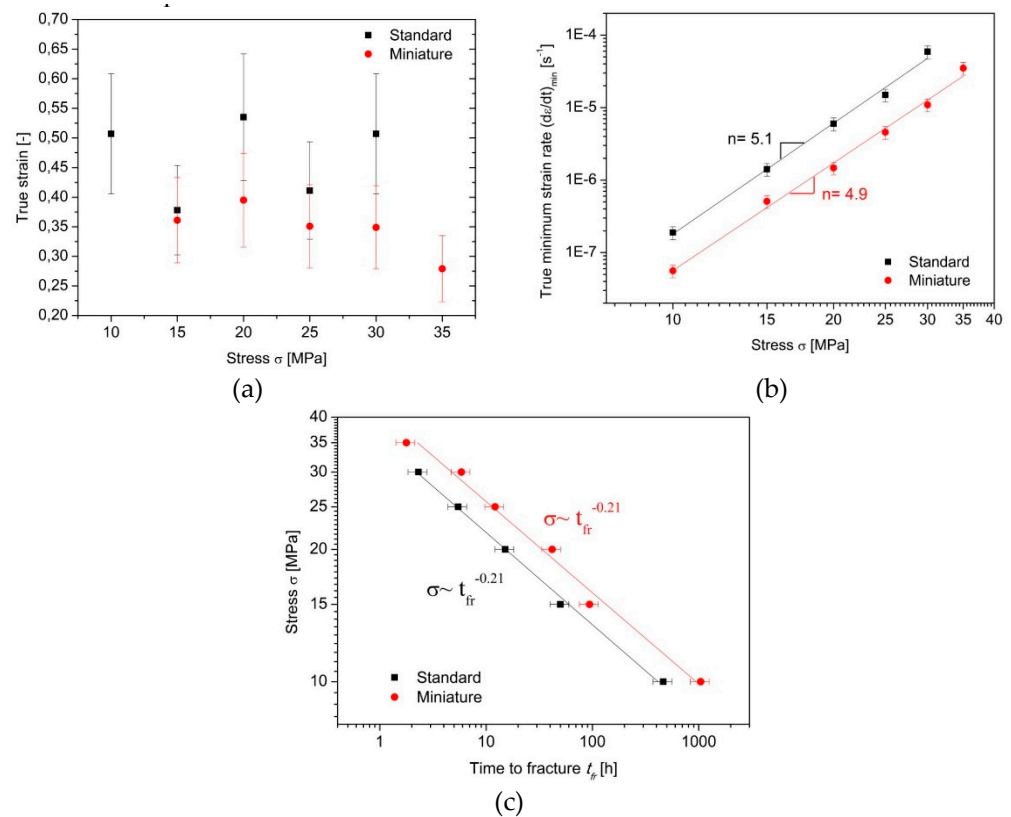 0,70
0,65
0,60
0,55
0,50
0,45
0,40
0,35
0,30
0,25
0,20
True strain [-]
Standard
Miniature
10 15 20 25 30 35
Stress σ [MPa]
(a)
1E-4
1E-5
1E-6
1E-7
True minimum strain rate (dε/dt)min [s-1]
n= 5.1
n= 4.9
Standard
Miniature
10 15 20 25 30 35 40
Stress σ [MPa]
(b)
40
35
30
25
20
15
10
Stress σ [MPa]
σ~ tfr-0.21
σ~ tfr-0.21
Standard
Miniature
1 10 100 1000
Time to fracture tfr [h]
(c)